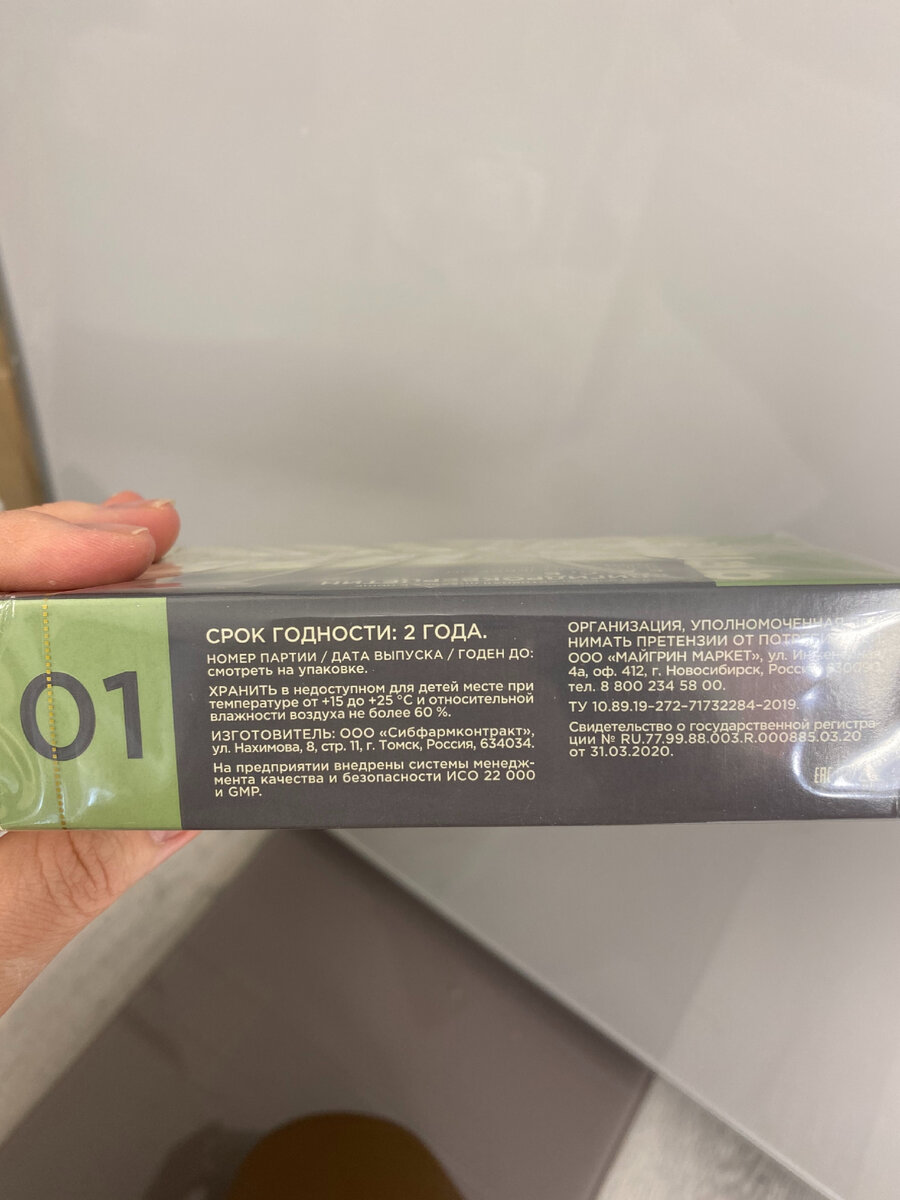 01
СРОК ГОДНОСТИ: 2 ГОДА.
НОМЕР ПАРТИИ / ДАТА ВЫПУСКА / ГОДЕН ДО:
смотреть на упаковке.
ХРАНИТЬ в недоступном для детей месте при
температуре от +15 до +25 °С и относительной
влажности воздуха не более 60 %.
ИЗГОТОВИТЕЛЬ: ООО «Сибфармконтракт»,
ул. Нахимова, 8, стр. 11, г. Томск, Россия, 634034.
На предприятии внедрены системы менедж-
мента качества и безопасности ИСО 22 000
и GMP.
ОРГАНИЗАЦИЯ, УПОЛНОМОЧЕННАЯ
НИМАТЬ ПРЕТЕНЗИИ ОТ
ООО «МАЙГРИН МАРКЕТ», ул.
4а, оф. 412, г. Новосибирск,
тел. 8 800 234 58 00.
ТУ 10.89.19-272-71732284-2019.
Свидетельство о государственной регистра-
ции № RU.77.99.88.003.R.000885.03.20
от 31.03.2020.
EAC